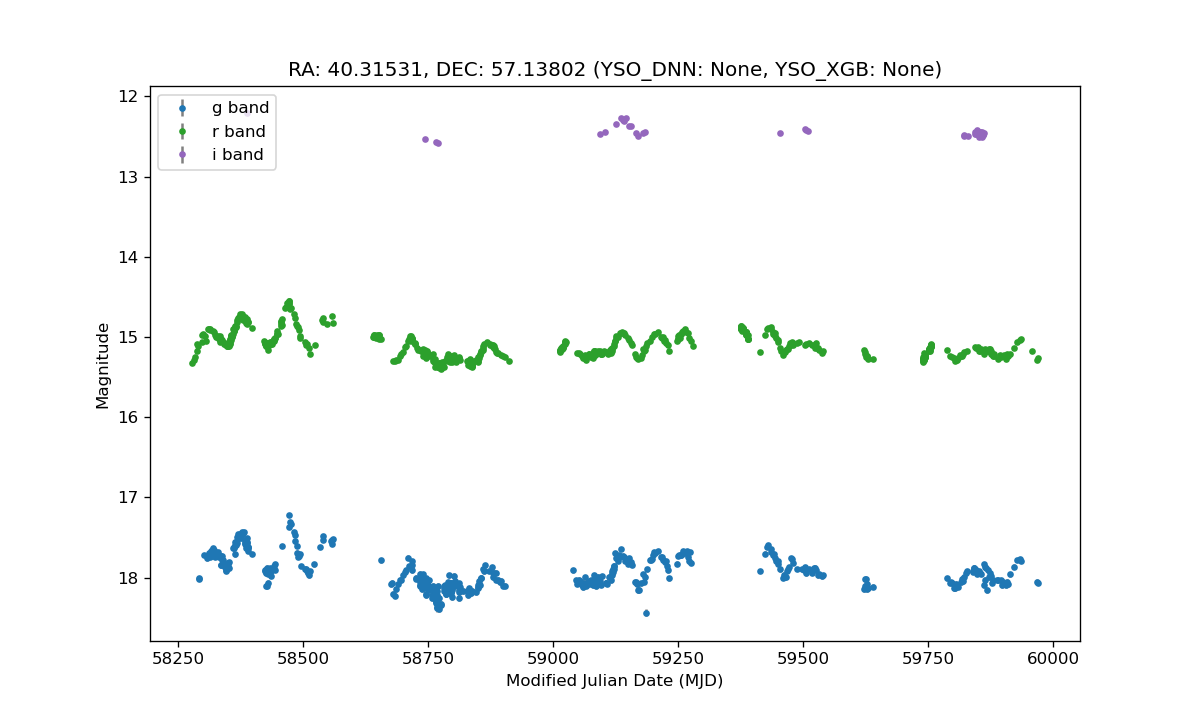 RA: 40.31531, DEC: 57.13802 (YSO_DNN: None, YSO_XGB: None)
g band
r band
i band
Magnitude
12
13
14
15
16
17
18
58250 58500 58750 59000 59250 59500 59750 60000
Modified Julian Date (MJD)